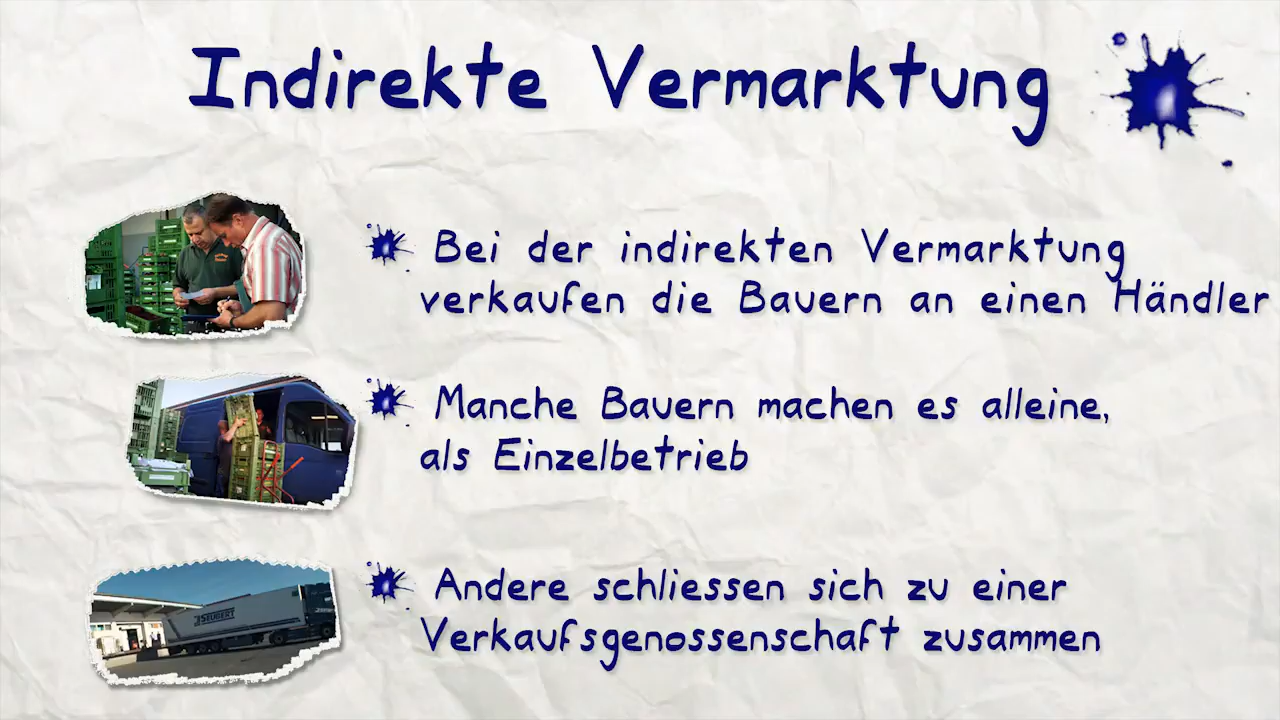 Indirekte Vermarktung
Bei der indirekten Vermarktung
verkaufen die Bauern an einen Händler
Manche Bauern machen es alleine,
als Einzelbetrieb
Andere schliessen sich zu einer
Verkaufsgenossenschaft zusammen
SEUBERT